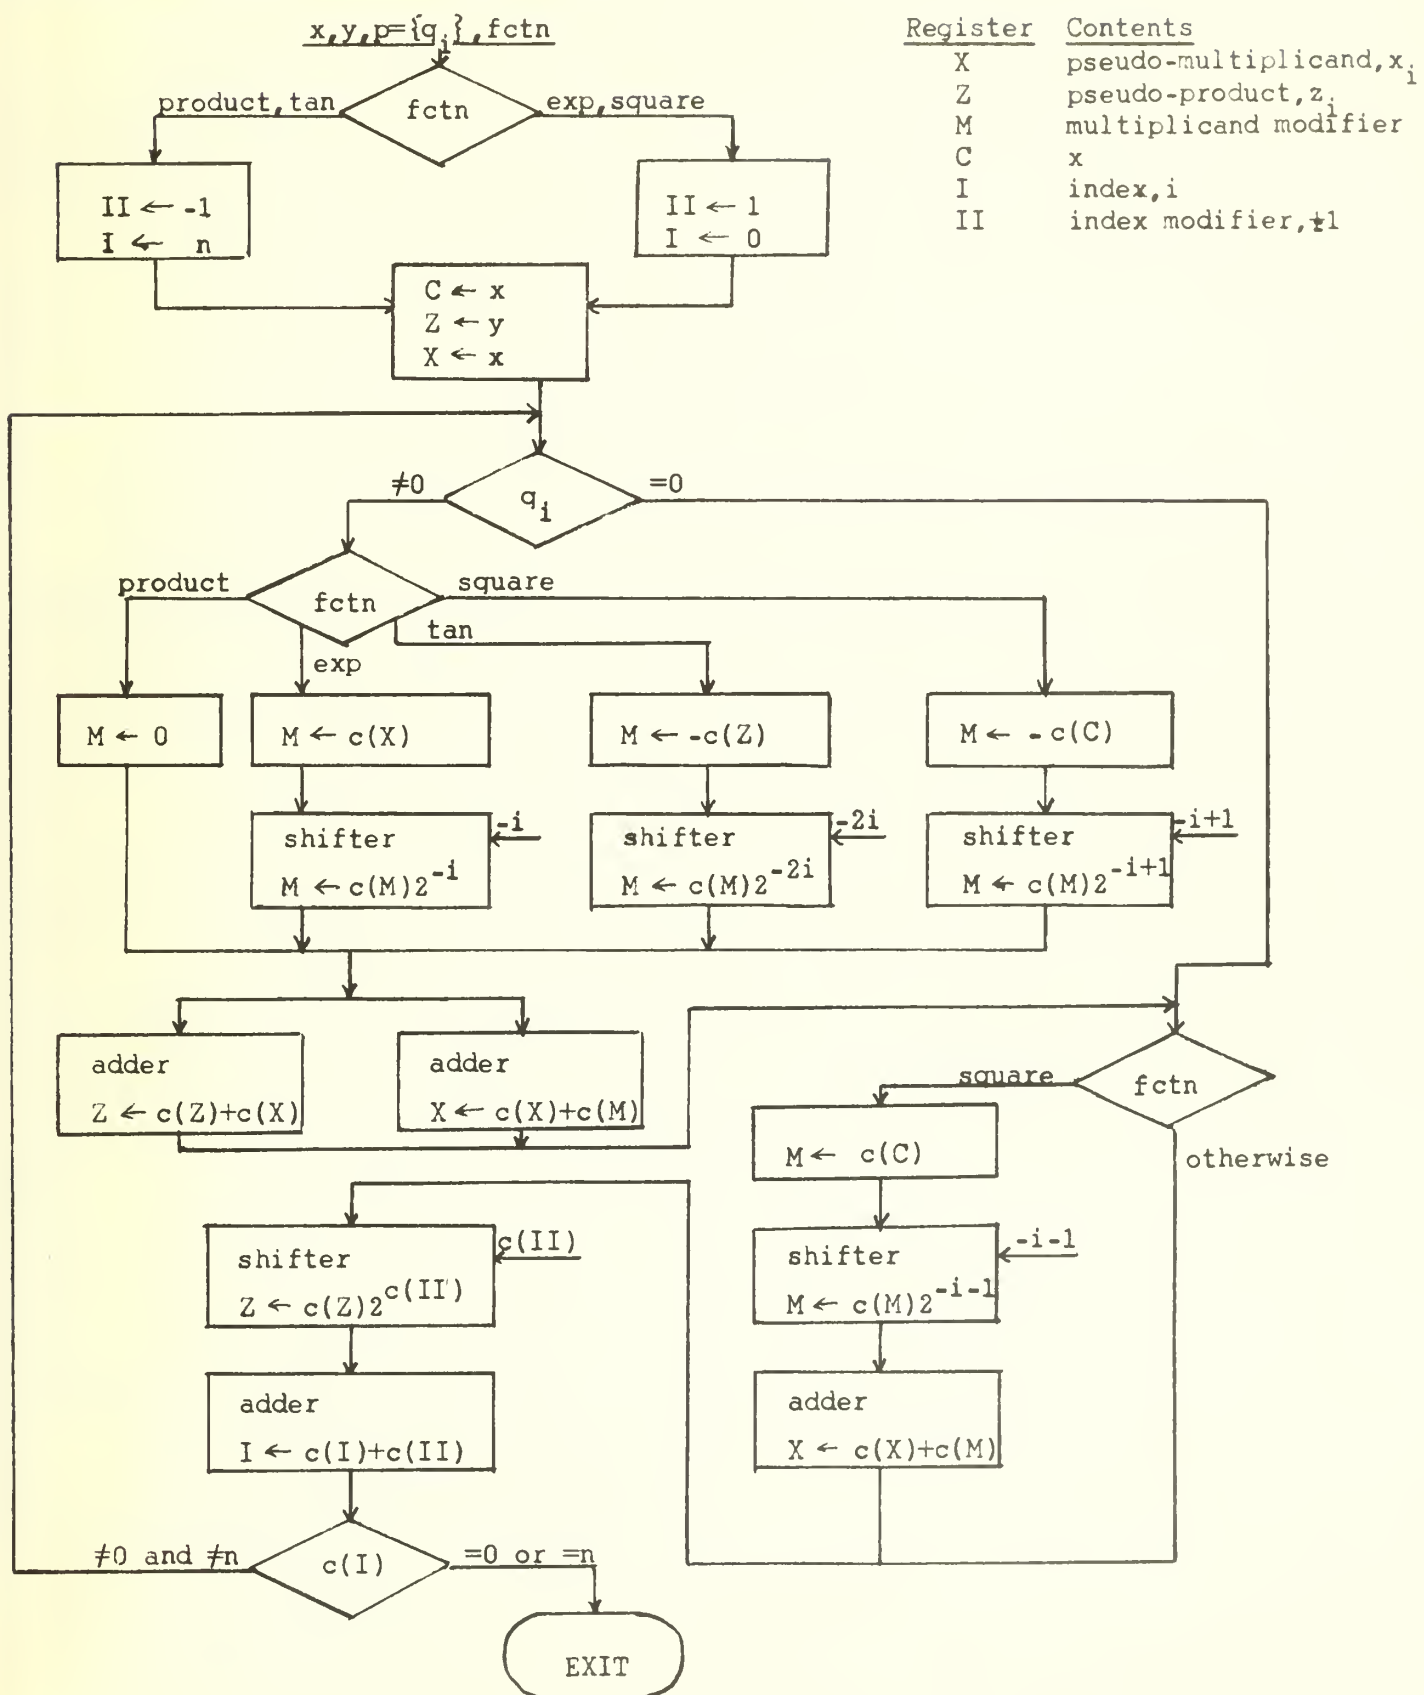 x,y,p={q_i},fctn
Register Contents
X pseudo-multiplicand,x_i
Z pseudo-product,z_i
M multiplicand modifier
C x
I index,i
II index modifier,±1
product,tan
fctn
exp,square
II ← -1
I ← n
II ← 1
I ← 0
C ← x
Z ← y
X ← x
≠0
q_i
=0
product
fctn
square
tan
exp
M ← 0
M ← c(X)
M ← -c(Z)
M ← -c(C)
shifter
M ← c(M)2^-i
-i
shifter
M ← c(M)2^-2i
-2i
shifter
M ← c(M)2^-i+1
-i+1
adder
Z ← c(Z)+c(X)
adder
X ← c(X)+c(M)
square
fctn
otherwise
M ← c(C)
shifter
Z ← c(Z)2^c(II)
c(II)
shifter
M ← c(M)2^-i-1
-i-1
adder
I ← c(I)+c(II)
adder
X ← c(X)+c(M)
≠0 and ≠n
c(I)
=0 or =n
EXIT